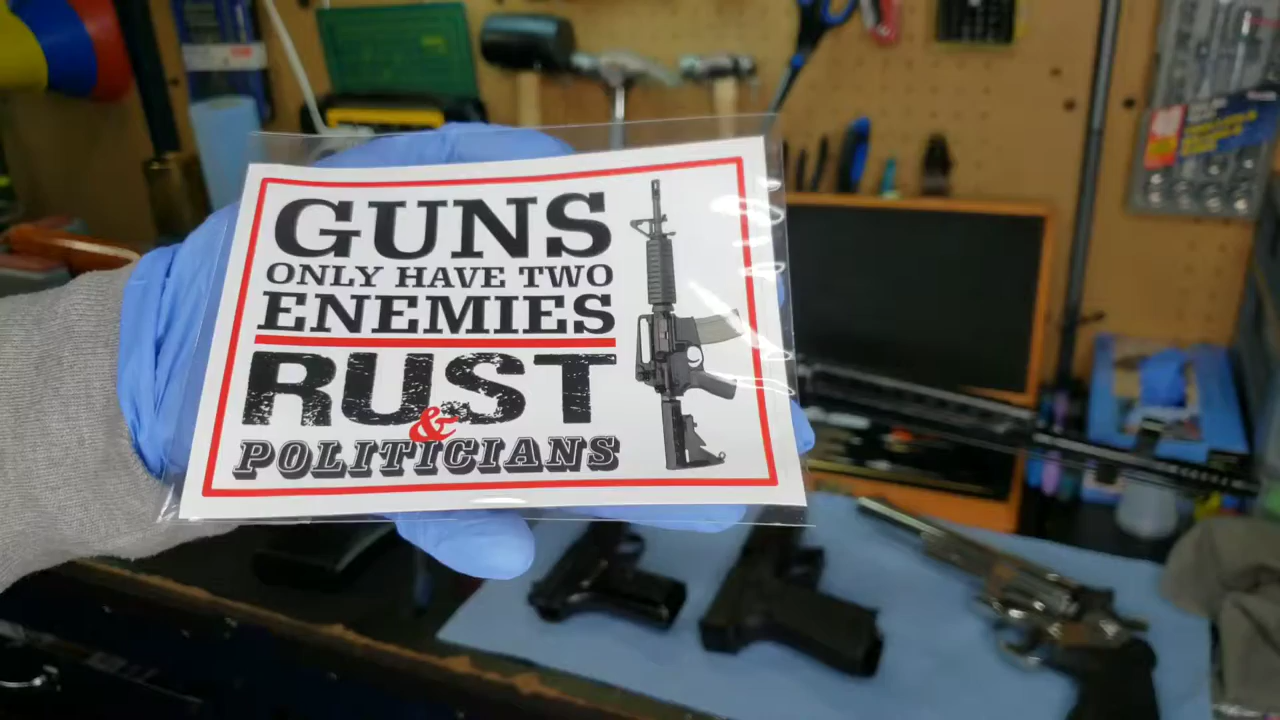 GUNS
ONLY HAVE TWO
ENEMIES
RUST
&
POLITICIANS